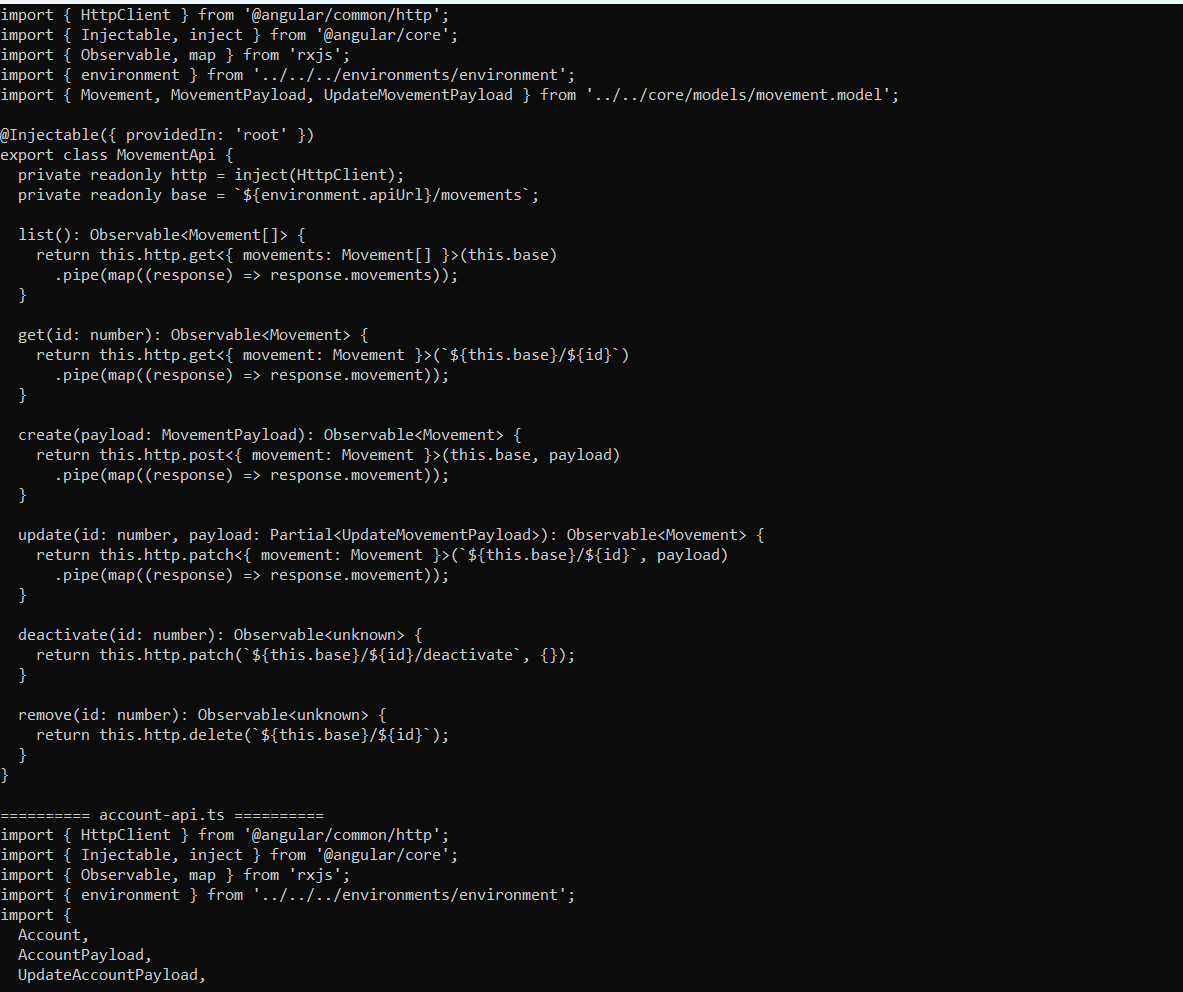 import { HttpClient } from '@angular/common/http';
import { Injectable, inject } from '@angular/core';
import { Observable, map } from 'rxjs';
import { environment } from '../../../environments/environment';
import { Movement, MovementPayload, UpdateMovementPayload } from '../../core/models/movement.model';

@Injectable({ providedIn: 'root' })
export class MovementApi {
  private readonly http = inject(HttpClient);
  private readonly base = `${environment.apiUrl}/movements`;

  list(): Observable<Movement[]> {
    return this.http.get<{ movements: Movement[] }>(this.base)
      .pipe(map((response) => response.movements));
  }

  get(id: number): Observable<Movement> {
    return this.http.get<{ movement: Movement }>(`${this.base}/${id}`)
      .pipe(map((response) => response.movement));
  }

  create(payload: MovementPayload): Observable<Movement> {
    return this.http.post<{ movement: Movement }>(this.base, payload)
      .pipe(map((response) => response.movement));
  }

  update(id: number, payload: Partial<UpdateMovementPayload>): Observable<Movement> {
    return this.http.patch<{ movement: Movement }>(`${this.base}/${id}`, payload)
      .pipe(map((response) => response.movement));
  }

  deactivate(id: number): Observable<unknown> {
    return this.http.patch(`${this.base}/${id}/deactivate`, {});
  }

  remove(id: number): Observable<unknown> {
    return this.http.delete(`${this.base}/${id}`);
  }
}

========== account-api.ts ==========
import { HttpClient } from '@angular/common/http';
import { Injectable, inject } from '@angular/core';
import { Observable, map } from 'rxjs';
import { environment } from '../../../environments/environment';
import {
  Account,
  AccountPayload,
  UpdateAccountPayload,